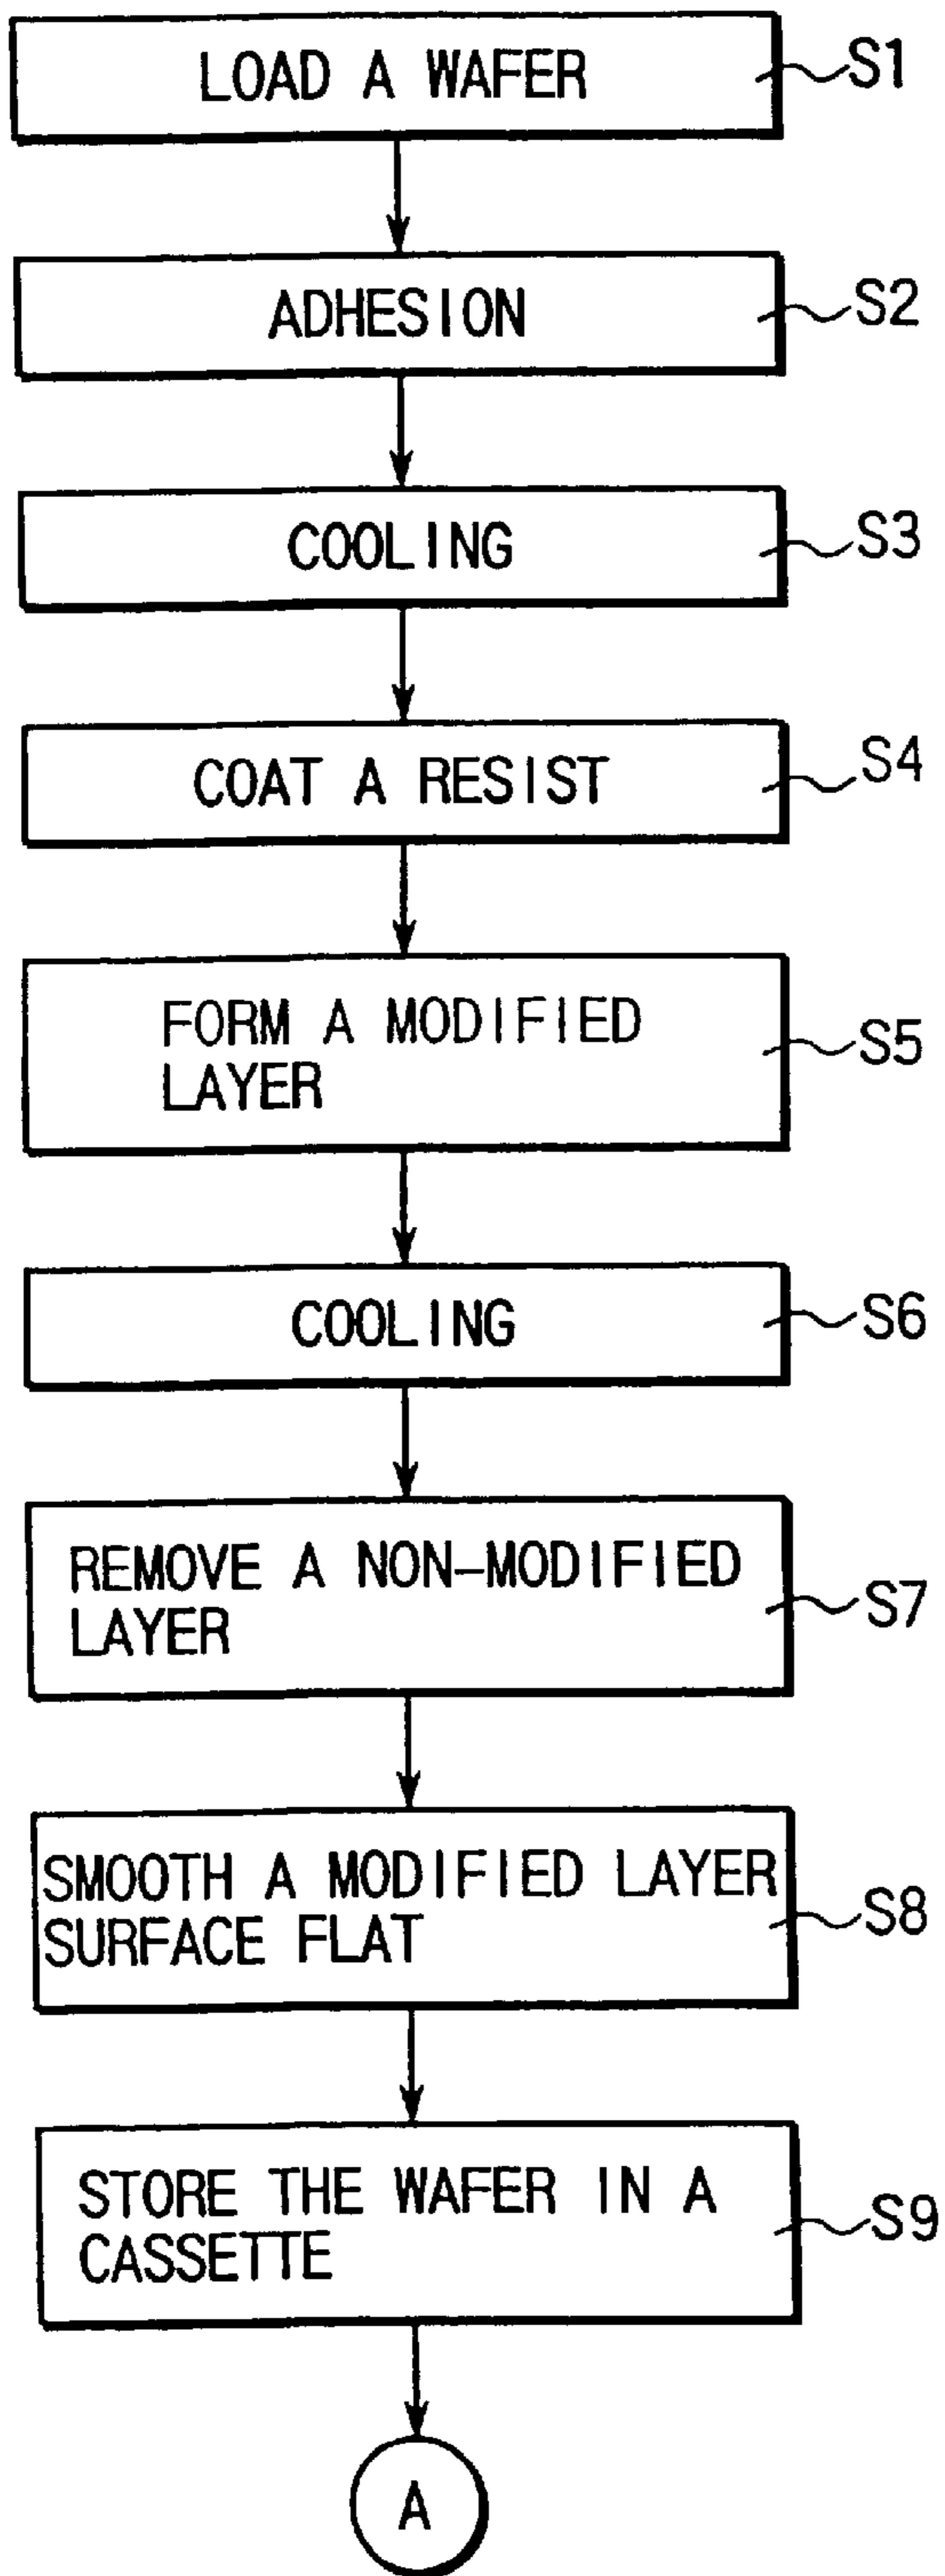 LOAD A WAFER S1
ADHESION S2
COOLING S3
COAT A RESIST S4
FORM A MODIFIED
LAYER S5
COOLING S6
REMOVE A NON-MODIFIED
LAYER S7
SMOOTH A MODIFIED LAYER
SURFACE FLAT S8
STORE THE WAFER IN A
CASSETTE S9
A